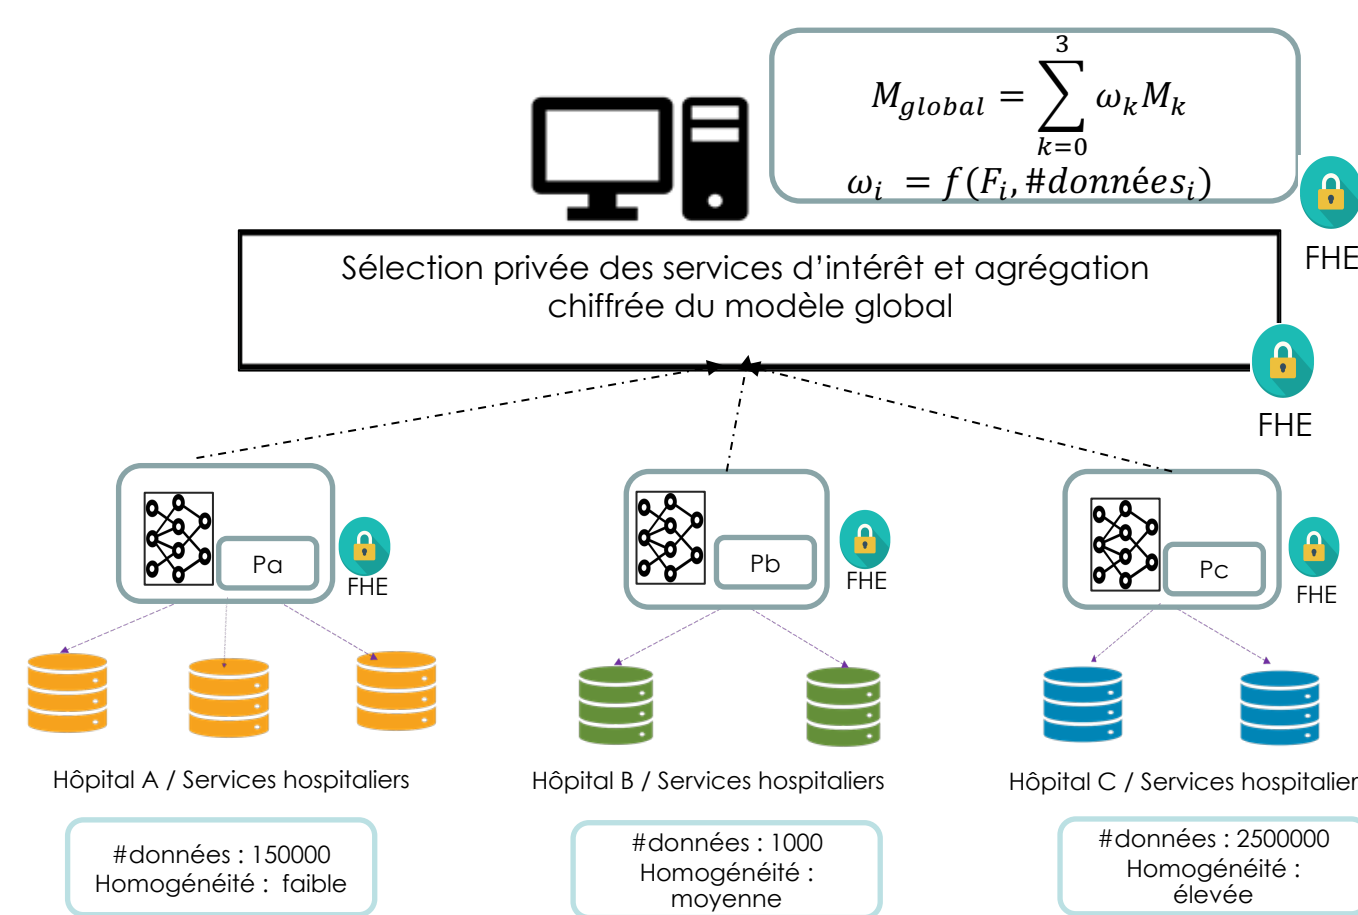 M_global = ∑_{k=0}^{3} ω_k M_k
ω_i = f(F_i, #données_i)
FHE
Sélection privée des services d'intérêt et agrégation
chiffrée du modèle global
FHE
Pa
FHE
Pb
FHE
Pc
FHE
Hôpital A / Services hospitaliers
Hôpital B / Services hospitaliers
Hôpital C / Services hospitalier
#données : 150000
Homogénéité : faible
#données : 1000
Homogénéité :
moyenne
#données : 2500000
Homogénéité :
élevée